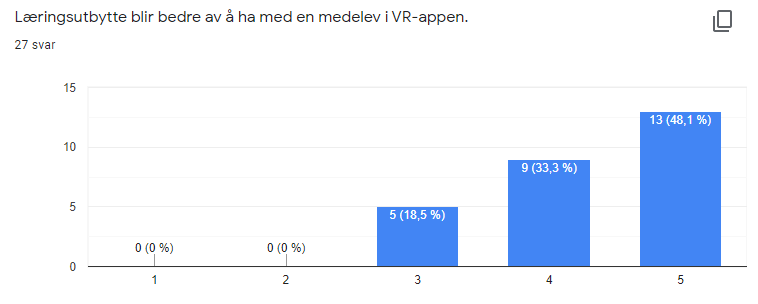 Læringsutbytte blir bedre av å ha med en medelev i VR-appen.
27 svar
15
10
5
0
0 (0 %)
0 (0 %)
5 (18,5 %)
9 (33,3 %)
13 (48,1 %)
1
2
3
4
5